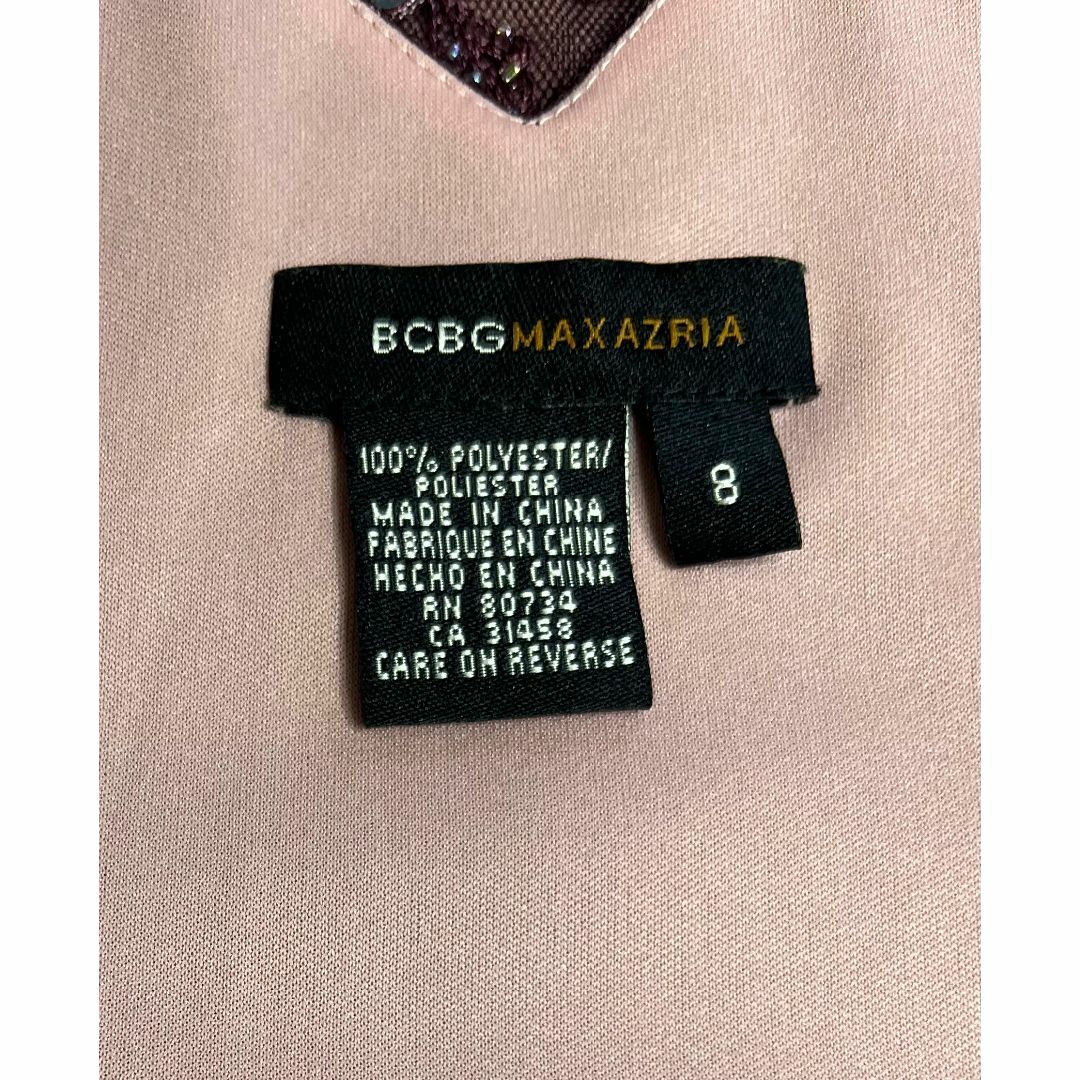 BCBGMAXAZRIA
100% POLYESTER/
POLIESTER
MADE IN CHINA
FABRIQUE EN CHINE
HECHO EN CHINA
RN 80734
CA 31458
CARE ON REVERSE
8